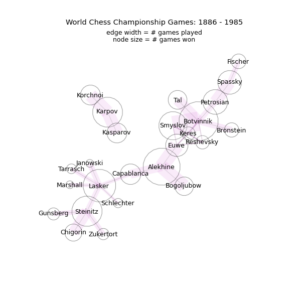 World Chess Championship Games: 1886 - 1985
edge width = # games played
node size = # games won
Fischer
Spassky
Korchnoi
Tal
Petrosian
Karpov
Botvinnik
Smyslov
Bronstein
Kasparov
Keres
Reshevsky
Euwe
Janowski
Alekhine
Tarrasch
Capablanca
Marshall
Lasker
Bogoljubow
Schlechter
Gunsberg
Steinitz
Chigorin
Zukertort